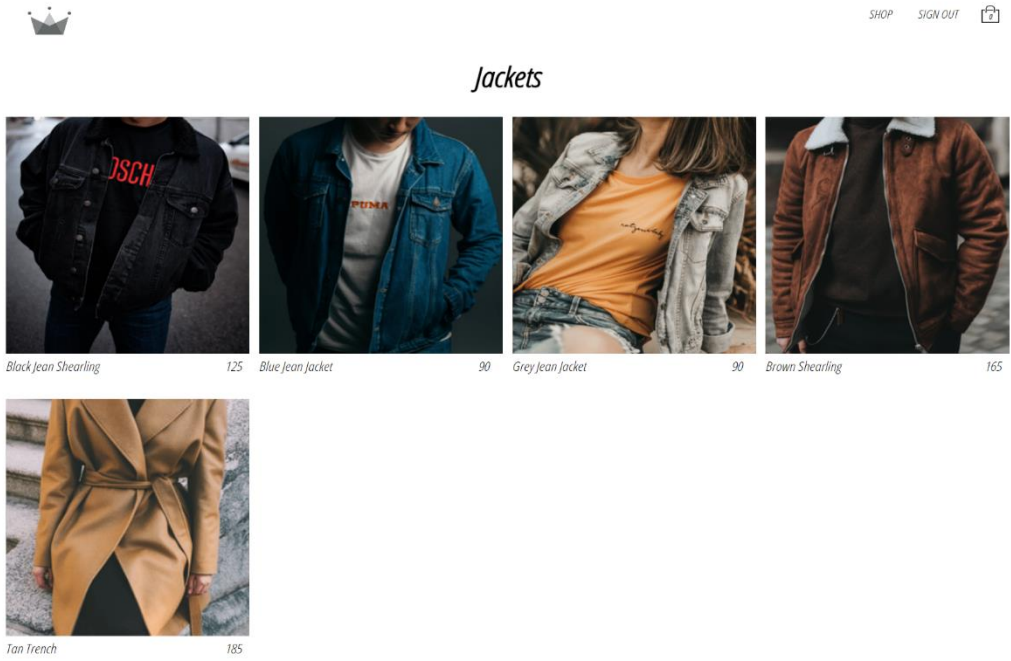 SHOP SIGN OUT
0
Jackets
OSCH
PUMA
Black Jean Shearling 125 Blue Jean Jacket 90 Grey Jean Jacket 90 Brown Shearling 165
Tan Trench 185